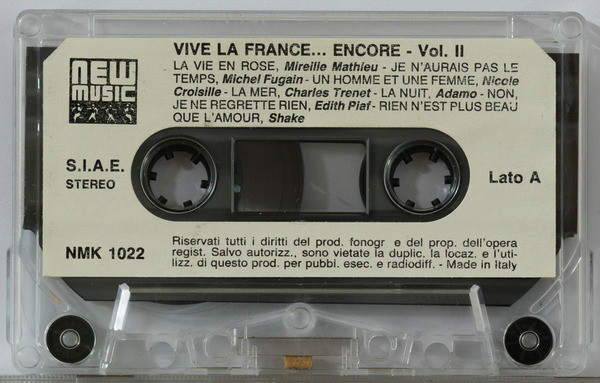 VIVE LA FRANCE... ENCORE - Vol. II
NEW
MUSIC
LA VIE EN ROSE, Mireille Mathieu - JE N'AURAIS PAS LE
TEMPS, Michel Fugain - UN HOMME ET UNE FEMME, Nicole
Croisille - LA MER, Charles Trenet - LA NUIT, Adamo - NON,
JE NE REGRETTE RIEN, Edith Piaf - RIEN N'EST PLUS BEAU
QUE L'AMOUR, Shake
S.I.A.E.
STEREO
Lato A
NMK 1022
Riservati tutti i diritti del prod. fonogr e del prop. dell'opera
regist. Salvo autorizz., sono vietate la duplic. la locaz. e l'uti-
lizz. di questo prod. per pubbi. esec. e radiodiff. - Made in Italy